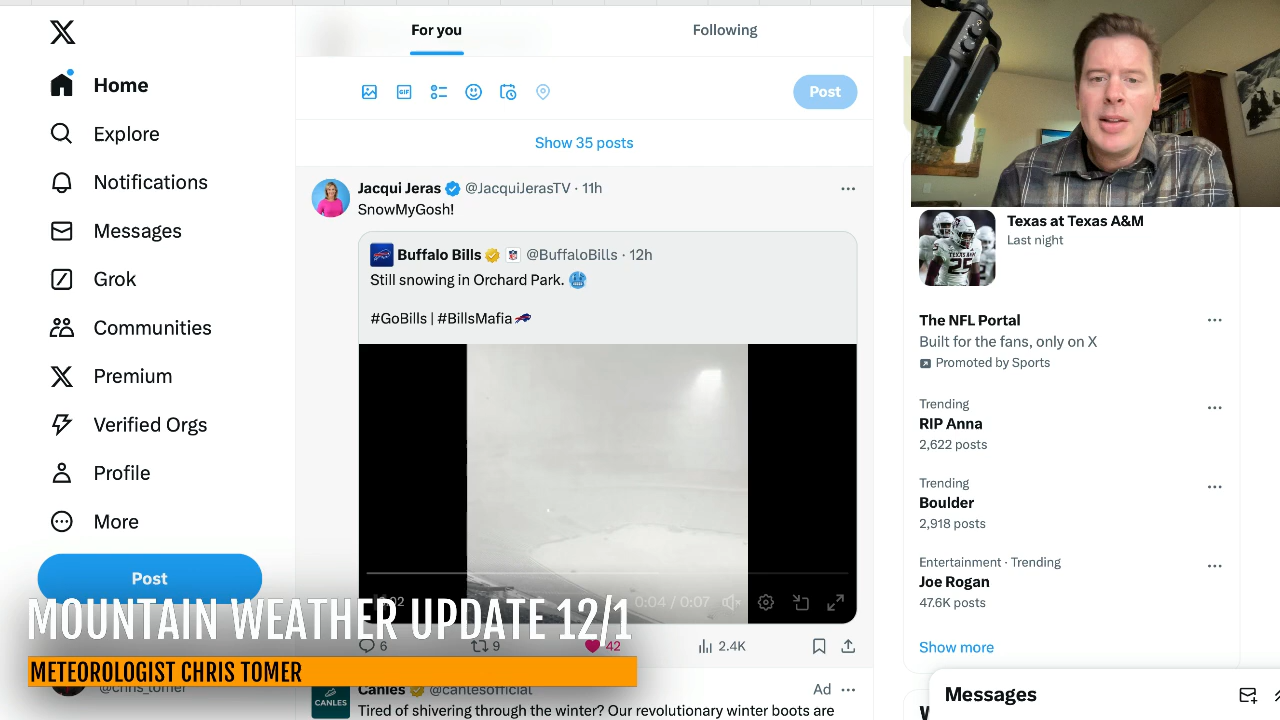 For you
Following
Home
Explore
Notifications
Messages
Grok
Communities
Premium
Verified Orgs
Profile
More
Post
GIF
Post
Show 35 posts
Jacqui Jeras @JacquiJerasTV · 11h
SnowMyGosh!
Buffalo Bills @BuffaloBills · 12h
Still snowing in Orchard Park. 🥶
#GoBills | #BillsMafia
0:04 / 0:07
6
9
42
2.4K
MOUNTAIN WEATHER UPDATE 12/1
METEOROLOGIST CHRIS TOMER
@chris_tomer
CANLES
Canles @canlesofficial
Ad
Tired of shivering through the winter? Our revolutionary winter boots are
TEXAS A&M
25
Texas at Texas A&M
Last night
The NFL Portal
Built for the fans, only on X
Promoted by Sports
Trending
RIP Anna
2,622 posts
Trending
Boulder
2,918 posts
Entertainment · Trending
Joe Rogan
47.6K posts
Show more
Messages